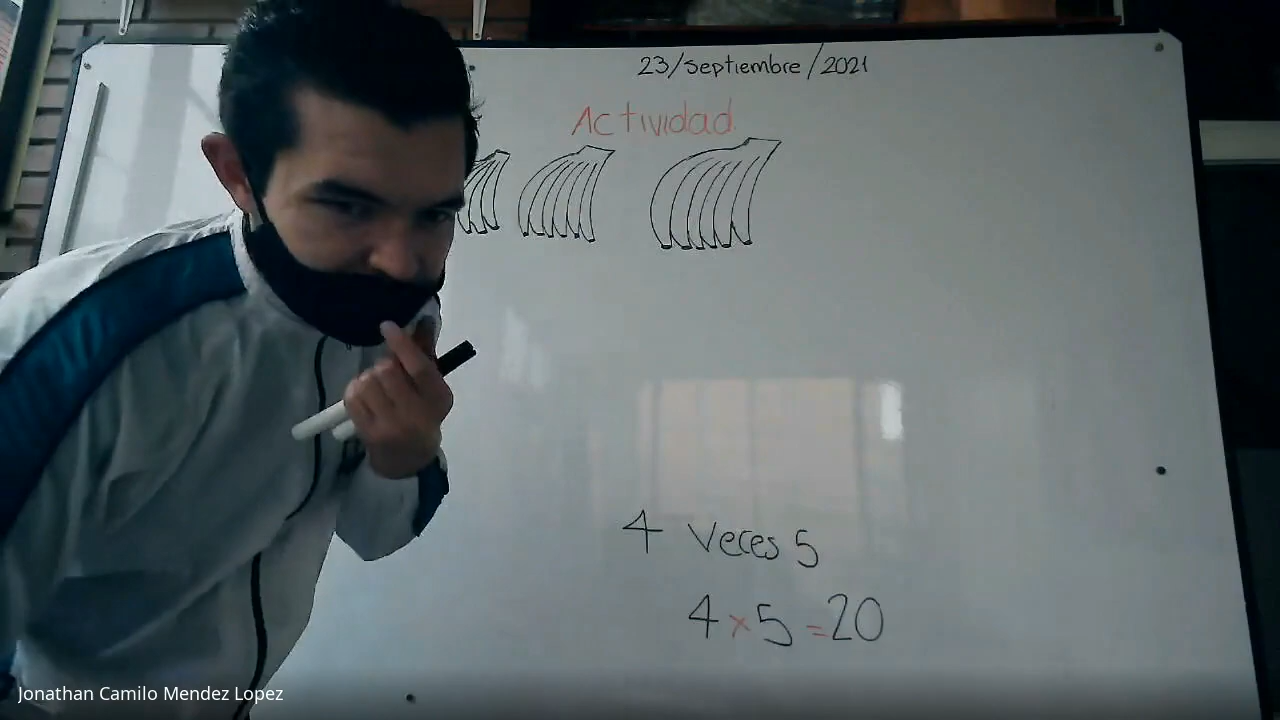 23/Septiembre/2021
Actividad.
4 veces 5
4 x 5 = 20
Jonathan Camilo Mendez Lopez